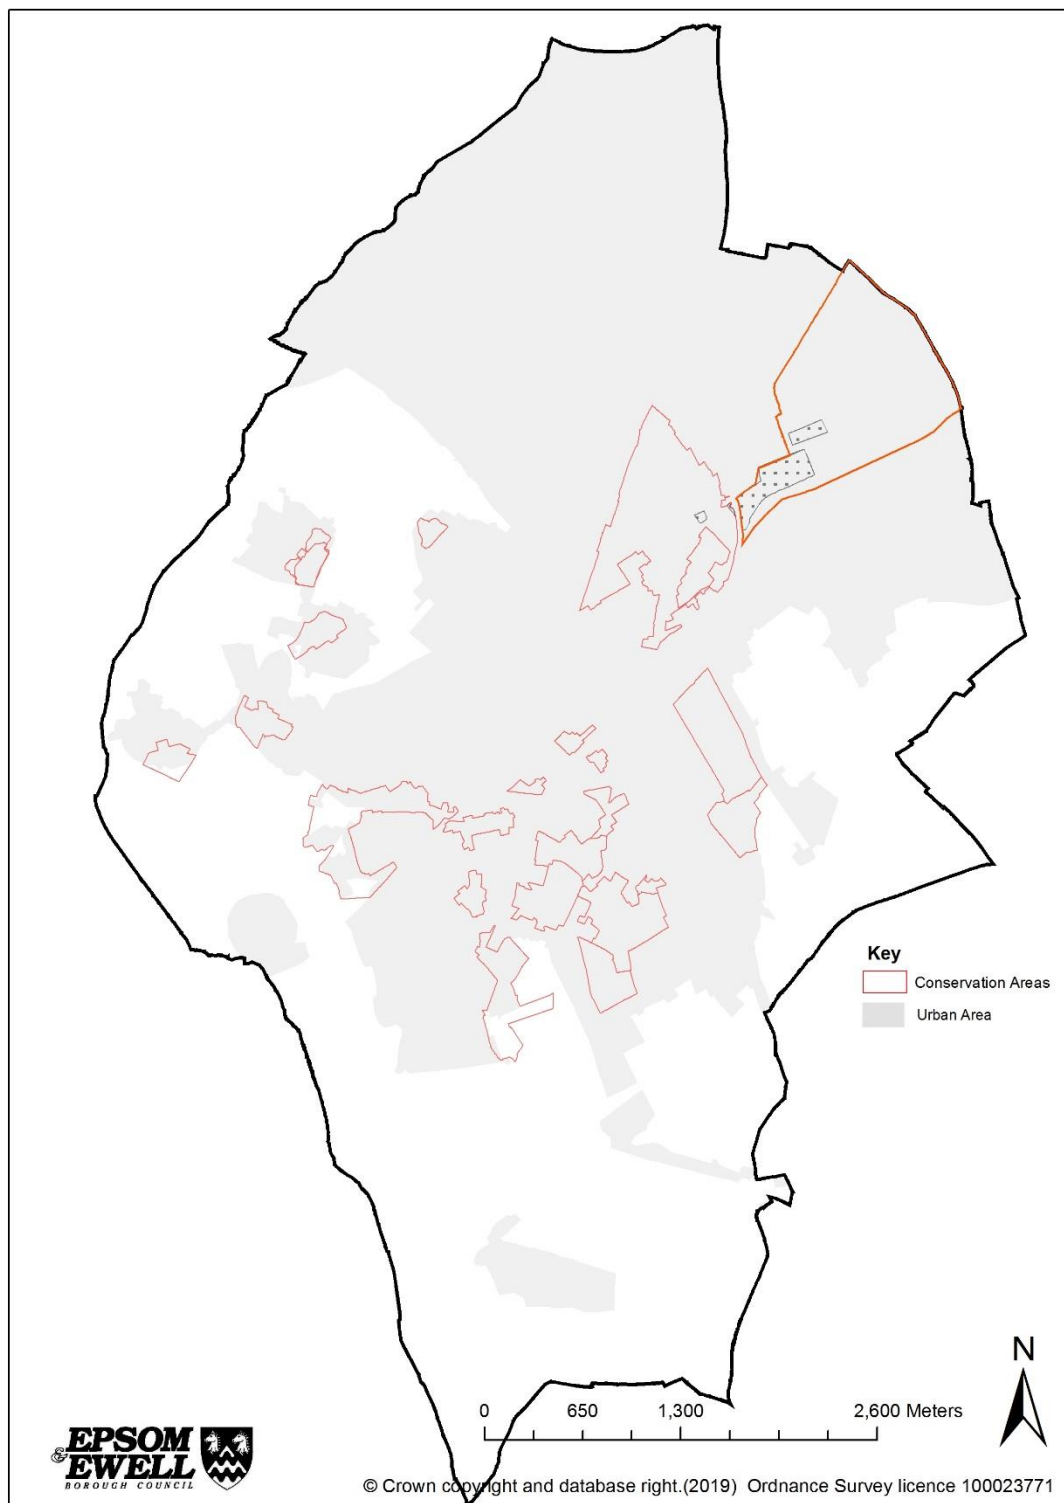 Key
Conservation Areas
Urban Area
N
0 650 1,300 2,600 Meters
EPSOM
& EWELL
BOROUGH COUNCIL
© Crown copyright and database right.(2019) Ordnance Survey licence 100023771